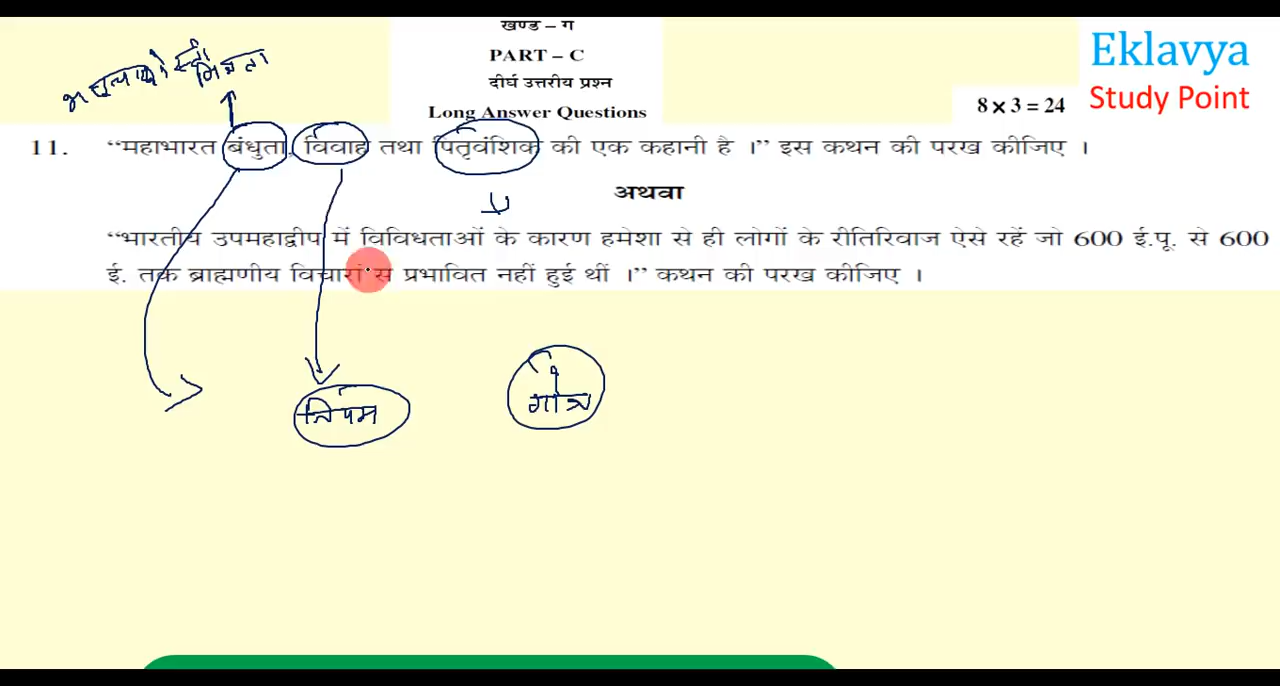 खण्ड – ग
PART – C
दीर्घ उत्तरीय प्रश्न
Long Answer Questions
Eklavya
Study Point
8 × 3 = 24
मित्रता
11. “महाभारत बंधुता, विवाह तथा पितृवंशिक की एक कहानी है ।” इस कथन की परख कीजिए ।
अथवा
“भारतीय उपमहाद्वीप में विविधताओं के कारण हमेशा से ही लोगों के रीतिरिवाज ऐसे रहें जो 600 ई.पू. से 600
ई. तक ब्राह्मणीय विचारों से प्रभावित नहीं हुई थीं ।” कथन की परख कीजिए ।
नियम
गोत्र